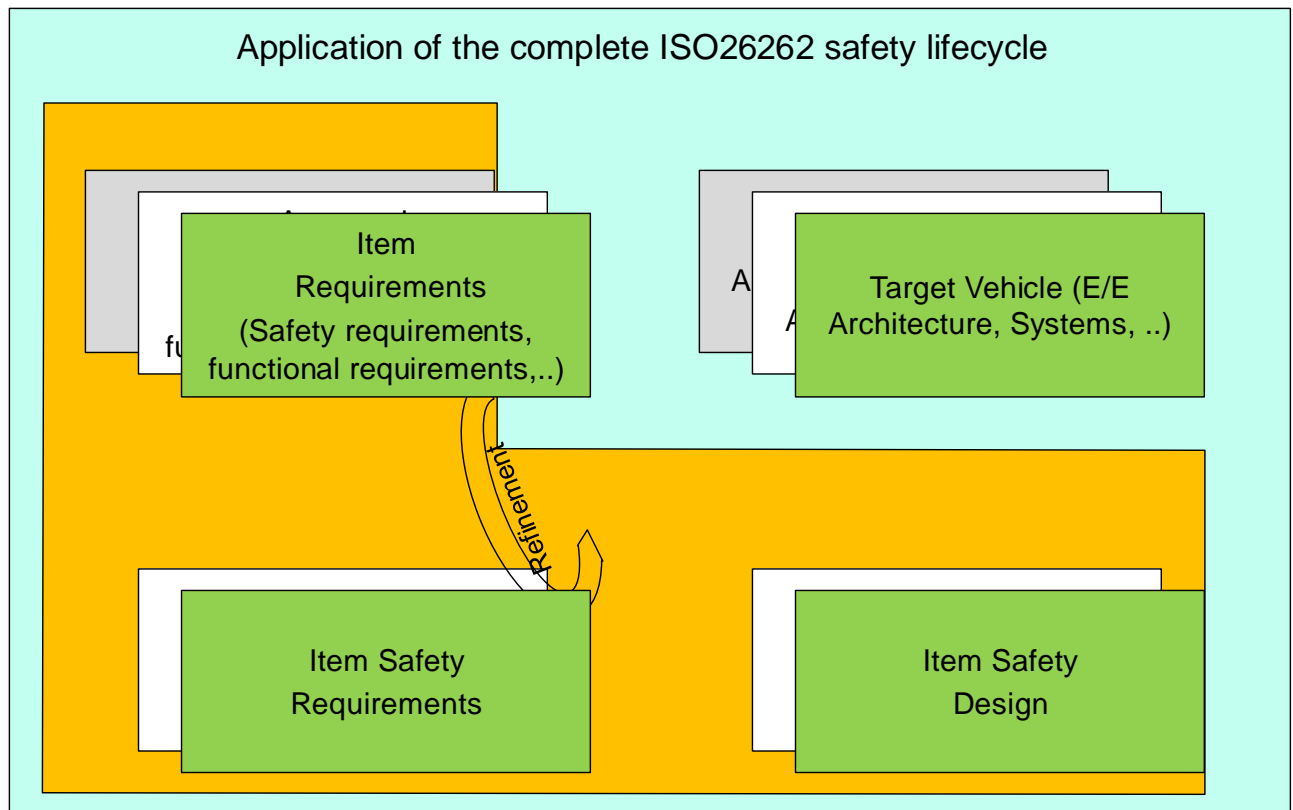 Application of the complete ISO26262 safety lifecycle
Item
Requirements
(Safety requirements,
functional requirements,..)
Target Vehicle (E/E
Architecture, Systems, ..)
Refinement
Item Safety
Requirements
Item Safety
Design